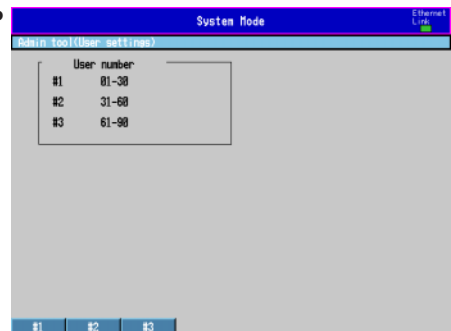 System Mode
Ethernet
Link
Admin tool(User settings)
User number
#1 01-30
#2 31-60
#3 61-90
#1 #2 #3